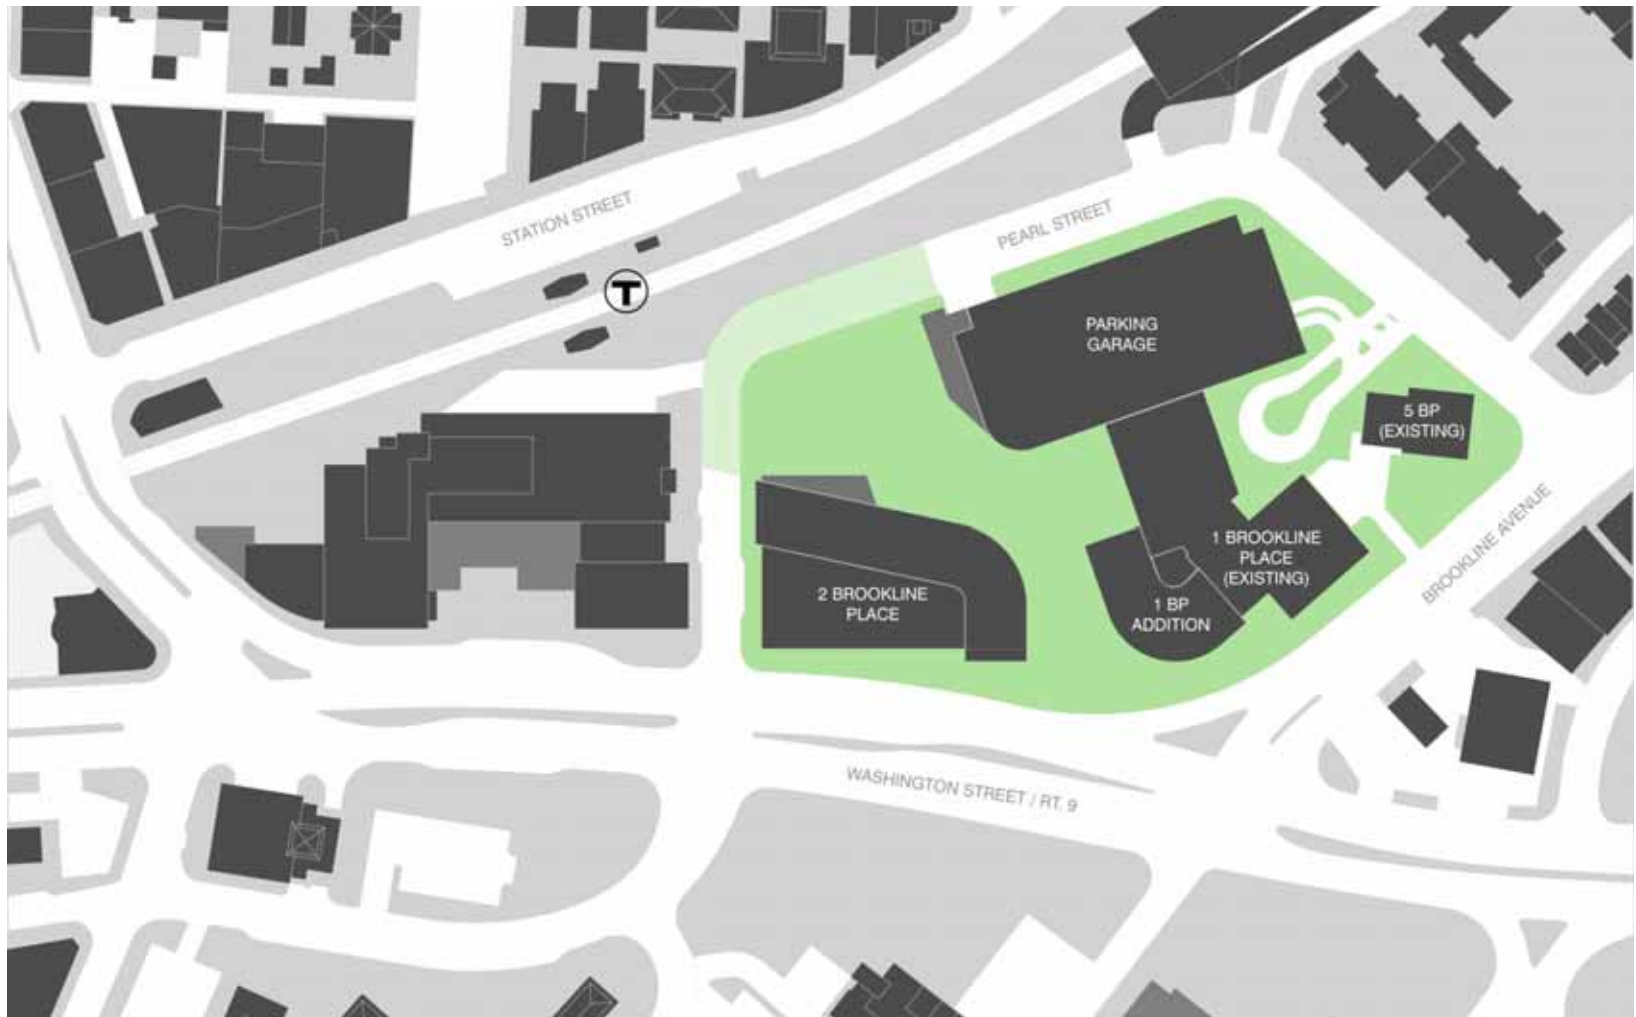 STATION STREET
PEARL STREET
T
PARKING
GARAGE
5 BP
(EXISTING)
1 BROOKLINE
PLACE
(EXISTING)
2 BROOKLINE
PLACE
1 BP
ADDITION
BROOKLINE AVENUE
WASHINGTON STREET / RT. 9